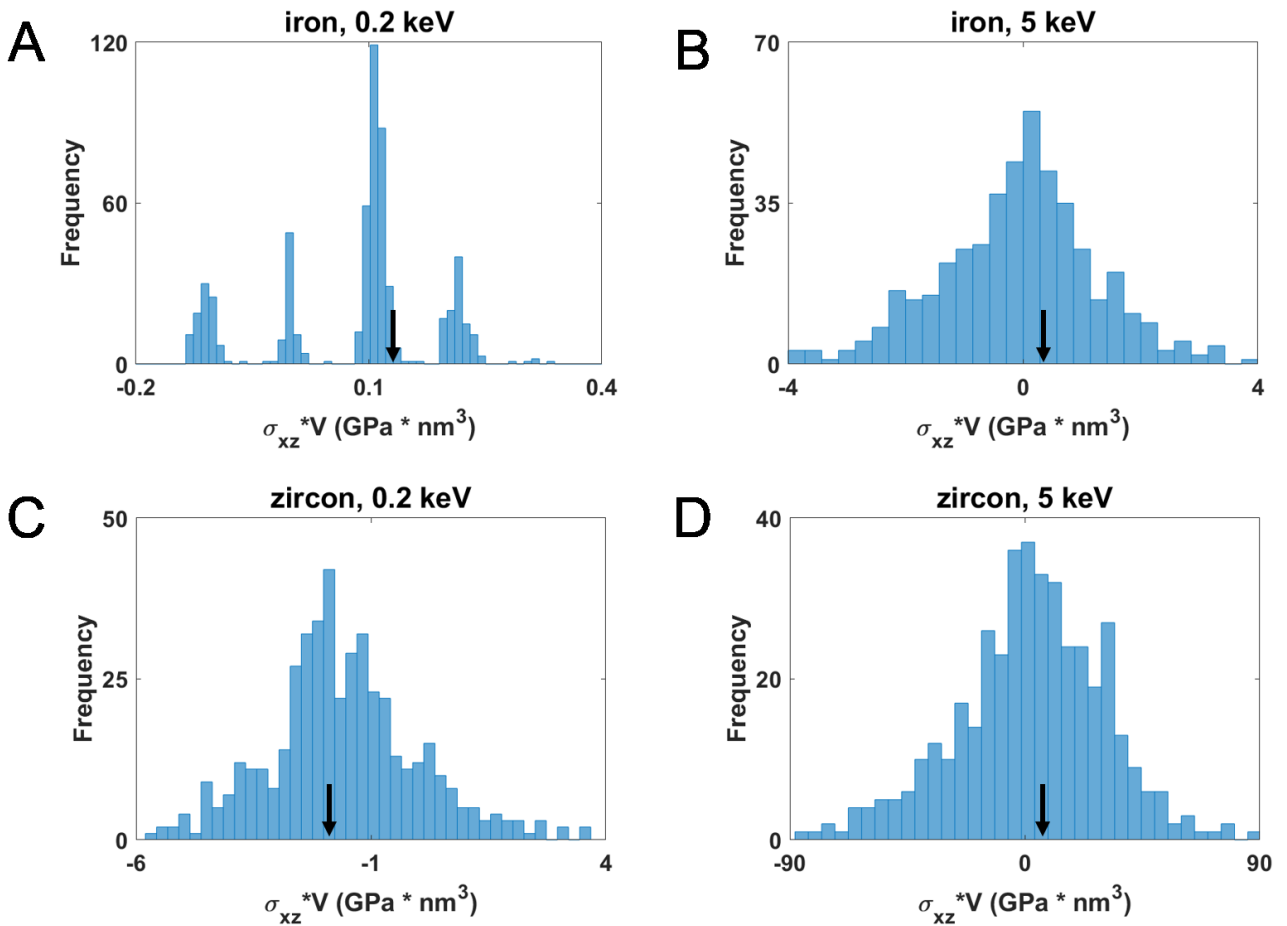 A
iron, 0.2 keV
Frequency
120
60
0
-0.2
0.1
0.4
σxz*V (GPa * nm³)
B
iron, 5 keV
Frequency
70
35
0
-4
0
4
σxz*V (GPa * nm³)
C
zircon, 0.2 keV
Frequency
50
25
0
-6
-1
4
σxz*V (GPa * nm³)
D
zircon, 5 keV
Frequency
40
20
0
-90
0
90
σxz*V (GPa * nm³)